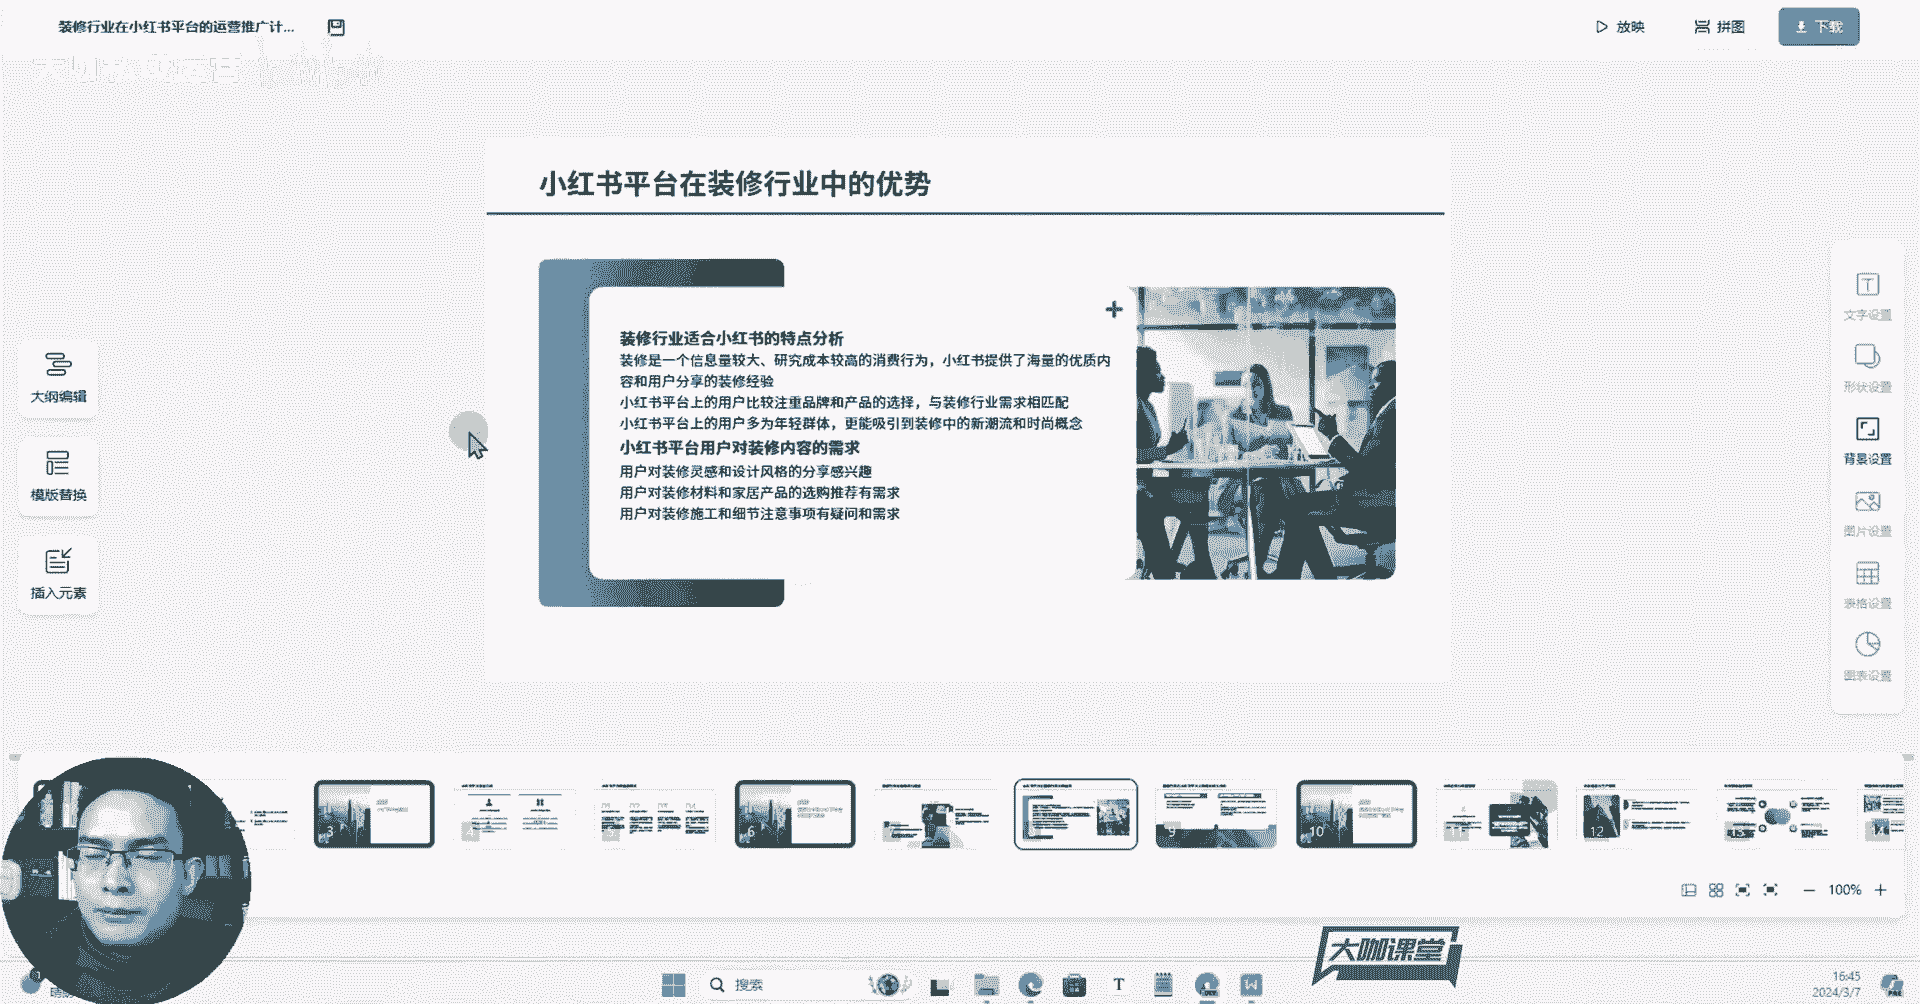 装修行业在小红书平台的运营推广计...
放映
拼图
下载
小红书平台在装修行业中的优势
装修行业适合小红书的特点分析
装修是一个信息量较大、研究成本较高的消费行为，小红书提供了海量的优质内
容和用户分享的装修经验
小红书平台上的用户比较注重品牌和产品的选择，与装修行业需求相匹配
小红书平台上的用户多为年轻群体，更能吸引到装修中的新潮流和时尚概念
小红书平台用户对装修内容的需求
用户对装修灵感和设计风格的分享感兴趣
用户对装修材料和家居产品的选购推荐有需求
用户对装修施工和细节注意事项有疑问和需求
大纲编辑
模版替换
插入元素
文字设置
形状设置
背景设置
图片设置
表格设置
图表设置
3
4
5
6
9
10
11
12
13
14
100%
大咖课堂
搜索
16:45
2024/3/7